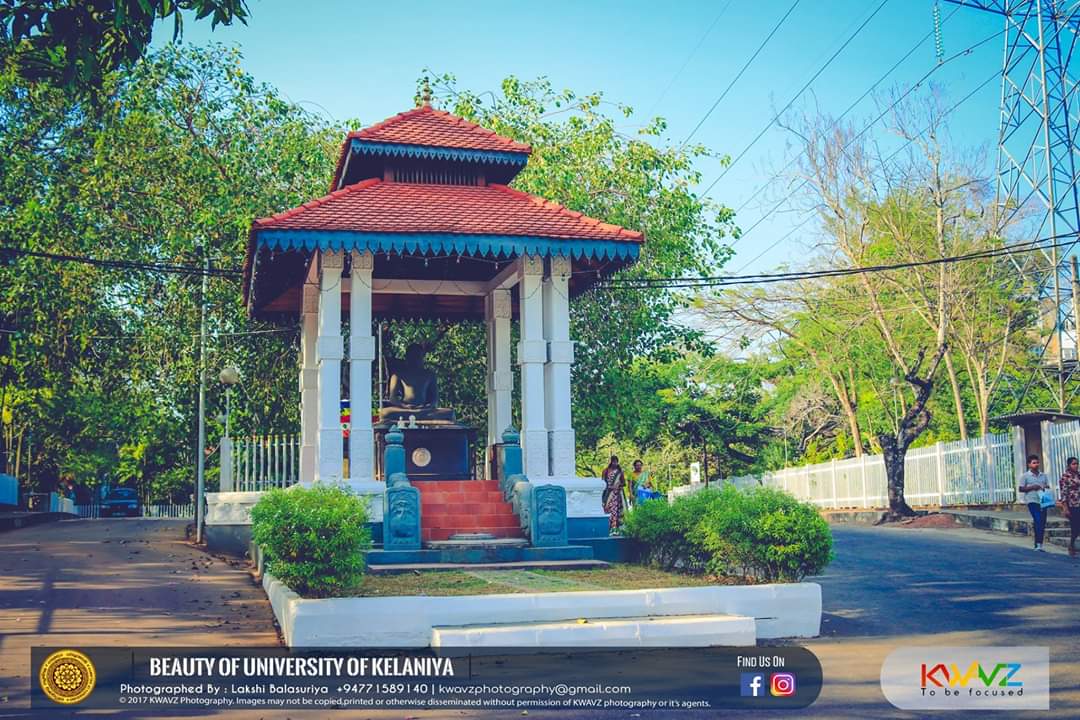 BEAUTY OF UNIVERSITY OF KELANIYA
Photographed By : Lakshi Balasuriya +94771589140 | kwavzphotography@gmail.com
© 2017 KWAVZ Photography. Images may not be copied,printed or otherwise disseminated without permission of KWAVZ photography or it's agents.
Find Us On
KWAVZ
To be focused